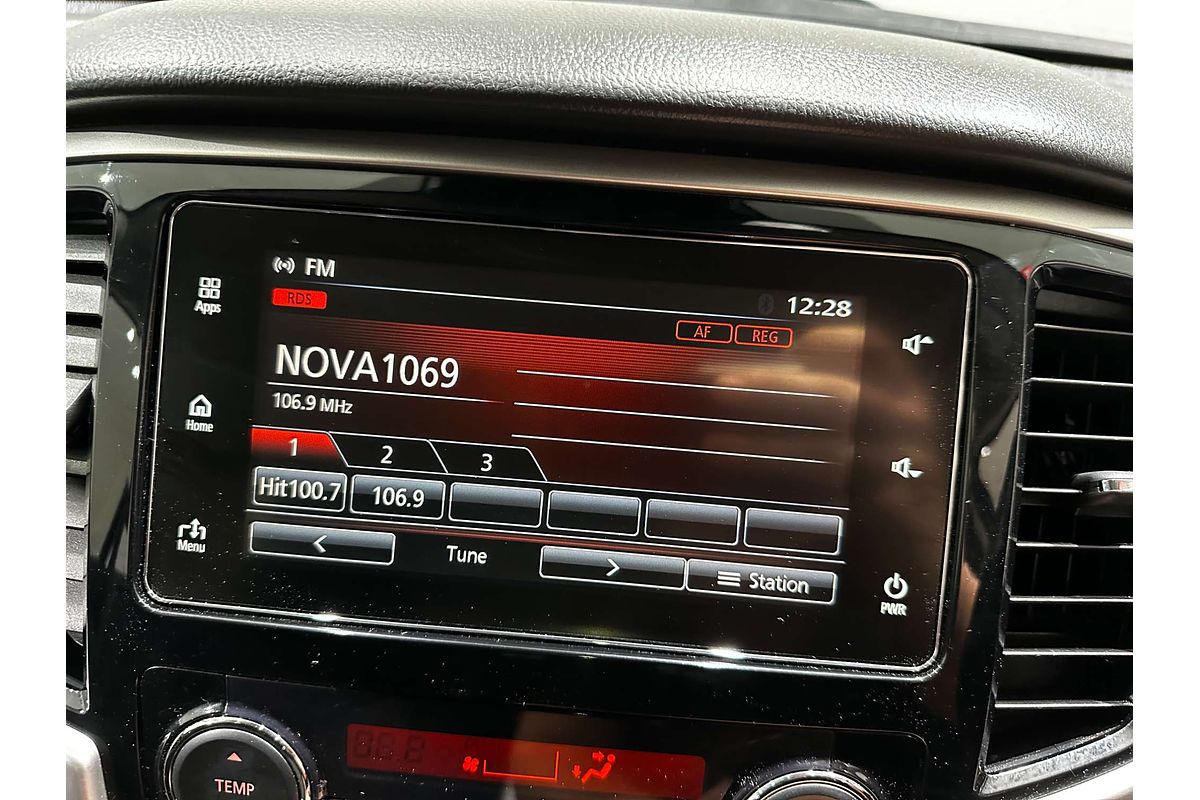 FM
RDS
12:28
AF REG
NOVA1069
106.9 MHz
1 2 3
Hit100.7 106.9
< Tune > Station
Apps
Home
Menu
PWR
TEMP